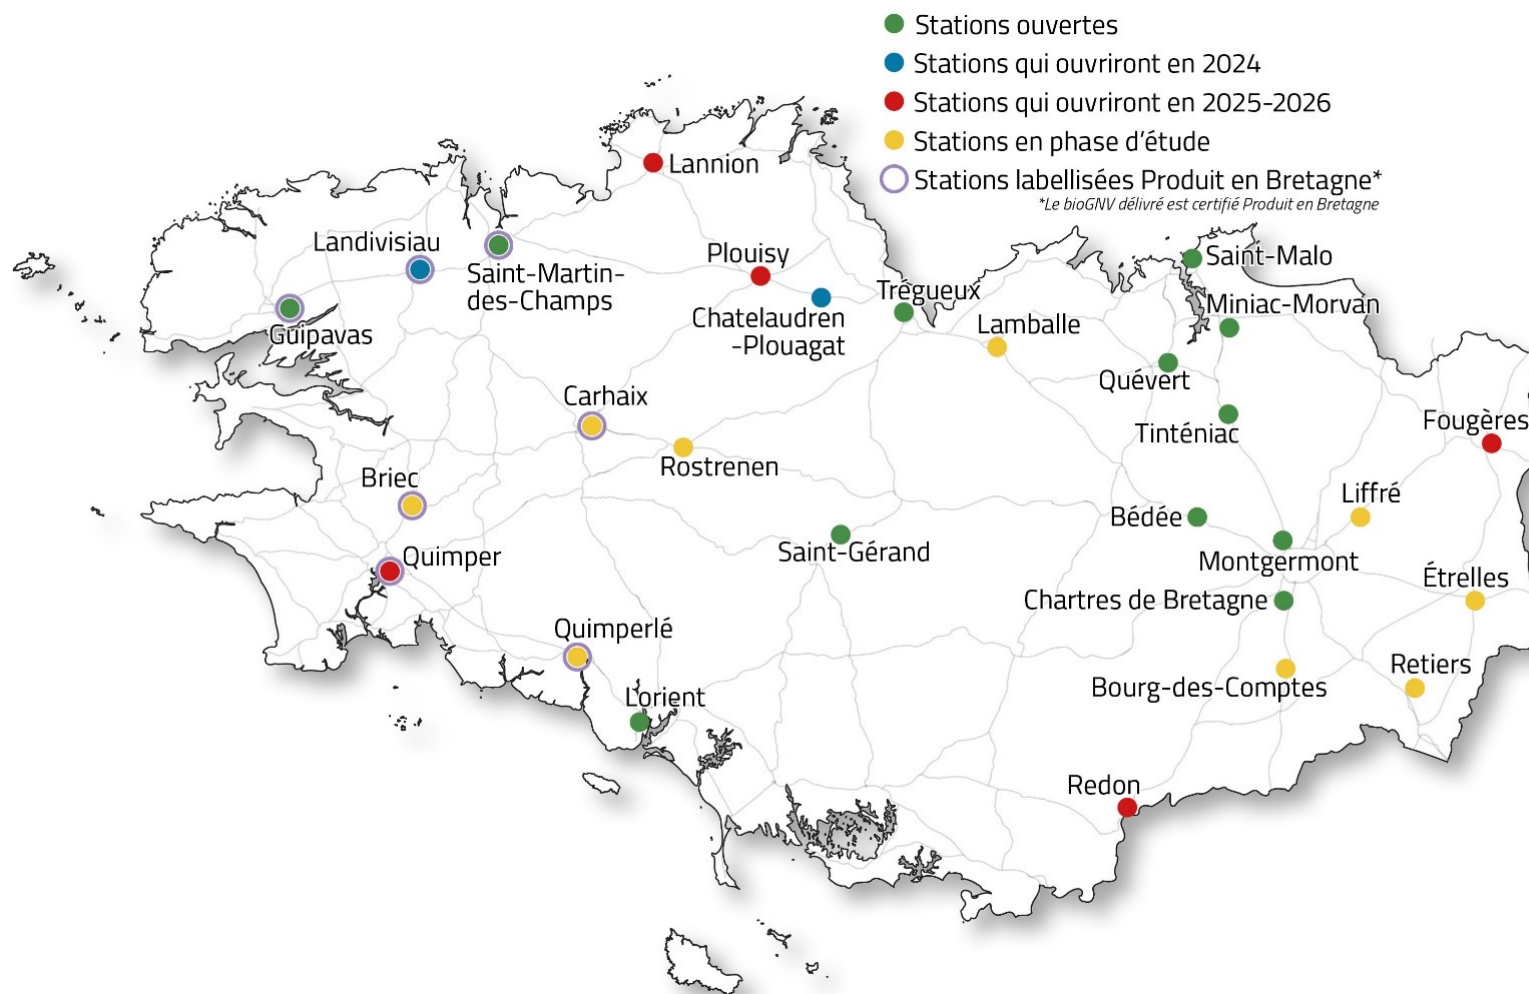 Stations ouvertes
Stations qui ouvriront en 2024
Stations qui ouvriront en 2025-2026
Stations en phase d'étude
Stations labellisées Produit en Bretagne*
*Le bioGNV délivré est certifié Produit en Bretagne
Lannion
Landivisiau
Saint-Martin-
des-Champs
Guipavas
Plouisy
Chatelaudren
-Plouagat
Trégueux
Lamballe
Saint-Malo
Miniac-Morvan
Quévert
Tinténiac
Fougères
Carhaix
Rostrenen
Briec
Quimper
Saint-Gérand
Bédée
Liffré
Montgermont
Étrelles
Chartres de Bretagne
Quimperlé
Lorient
Bourg-des-Comptes
Retiers
Redon